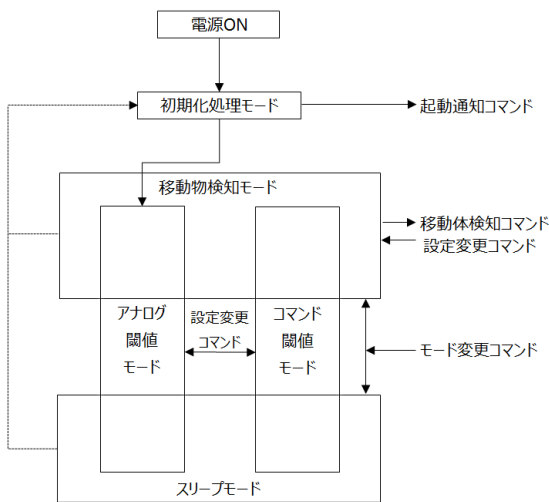 電源ON
初期化処理モード
起動通知コマンド
移動物検知モード
移動体検知コマンド
設定変更コマンド
アナログ
閾値
モード
設定変更
コマンド
コマンド
閾値
モード
モード変更コマンド
スリープモード